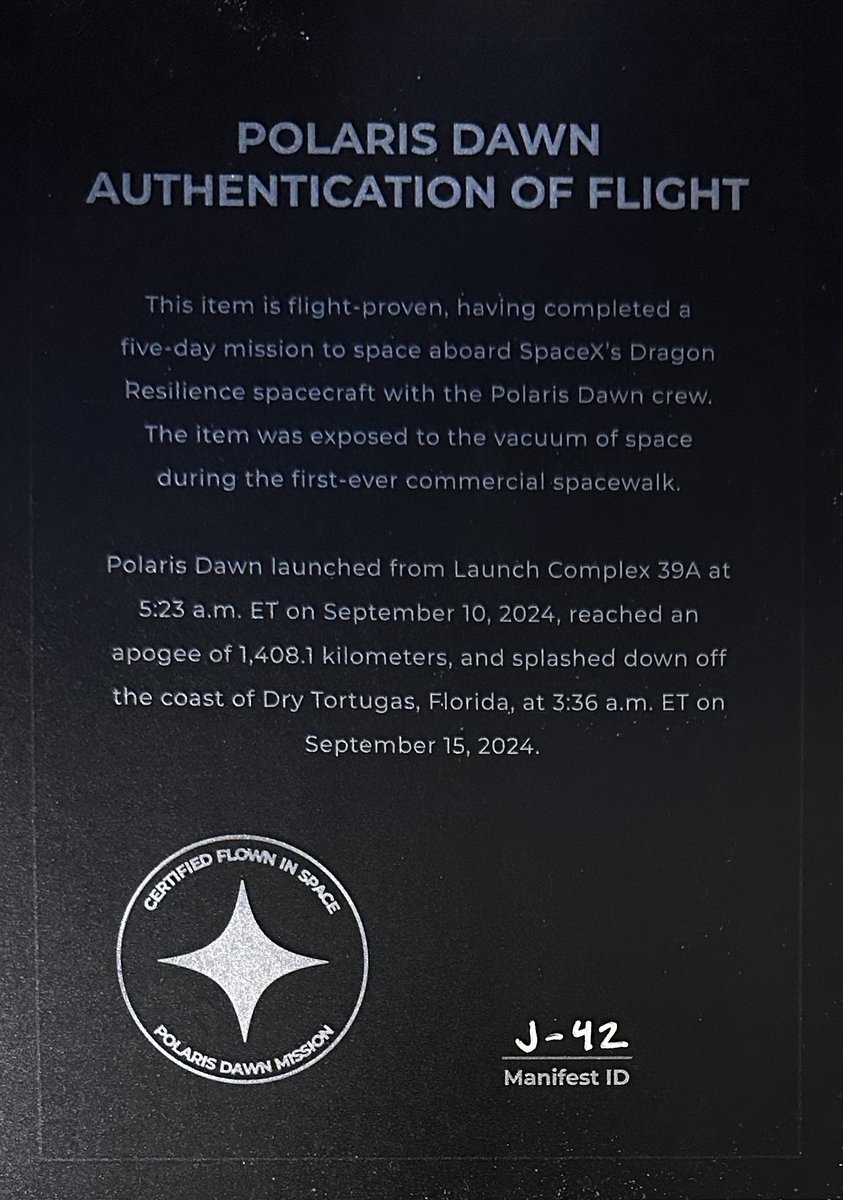 POLARIS DAWN
AUTHENTICATION OF FLIGHT
This item is flight-proven, having completed a
five-day mission to space aboard SpaceX's Dragon
Resilience spacecraft with the Polaris Dawn crew.
The item was exposed to the vacuum of space
during the first-ever commercial spacewalk.
Polaris Dawn launched from Launch Complex 39A at
5:23 a.m. ET on September 10, 2024, reached an
apogee of 1,408.1 kilometers, and splashed down off
the coast of Dry Tortugas, Florida, at 3:36 a.m. ET on
September 15, 2024.
CERTIFIED FLOWN IN SPACE
POLARIS DAWN MISSION
J-42
Manifest ID